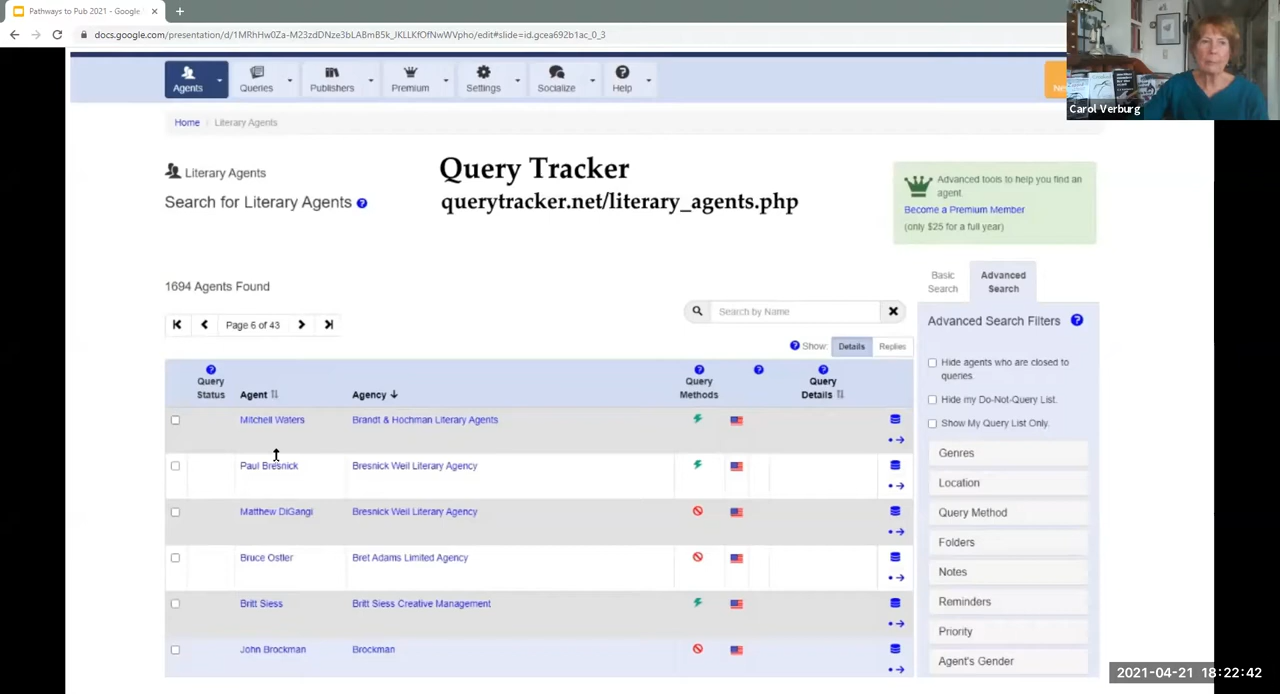 Pathways to Pub 2021 - Google
docs.google.com/presentation/d/1MRhHw0Za-M23zdDNze3bLABmB5k_JKLLKfOfNwWVpho/edit#slide=id.gcea692b1ac_0_3
Agents
Queries
Publishers
Premium
Settings
Socialize
Help
Carol Verburg
Home / Literary Agents
Literary Agents
Search for Literary Agents
Query Tracker
querytracker.net/literary_agents.php
Advanced tools to help you find an
agent.
Become a Premium Member
(only $25 for a full year)
1694 Agents Found
Page 6 of 43
Search by Name
Show: Details Replies
Basic
Search
Advanced
Search
Advanced Search Filters
Hide agents who are closed to
queries.
Hide my Do-Not-Query List.
Show My Query List Only.
Genres
Location
Query Method
Folders
Notes
Reminders
Priority
Agent's Gender
Query
Status
Agent
Agency
Query
Methods
Query
Details
Mitchell Waters Brandt & Hochman Literary Agents
Paul Bresnick Bresnick Weil Literary Agency
Matthew DiGangi Bresnick Weil Literary Agency
Bruce Ostler Bret Adams Limited Agency
Britt Siess Britt Siess Creative Management
John Brockman Brockman
2021-04-21 18:22:42